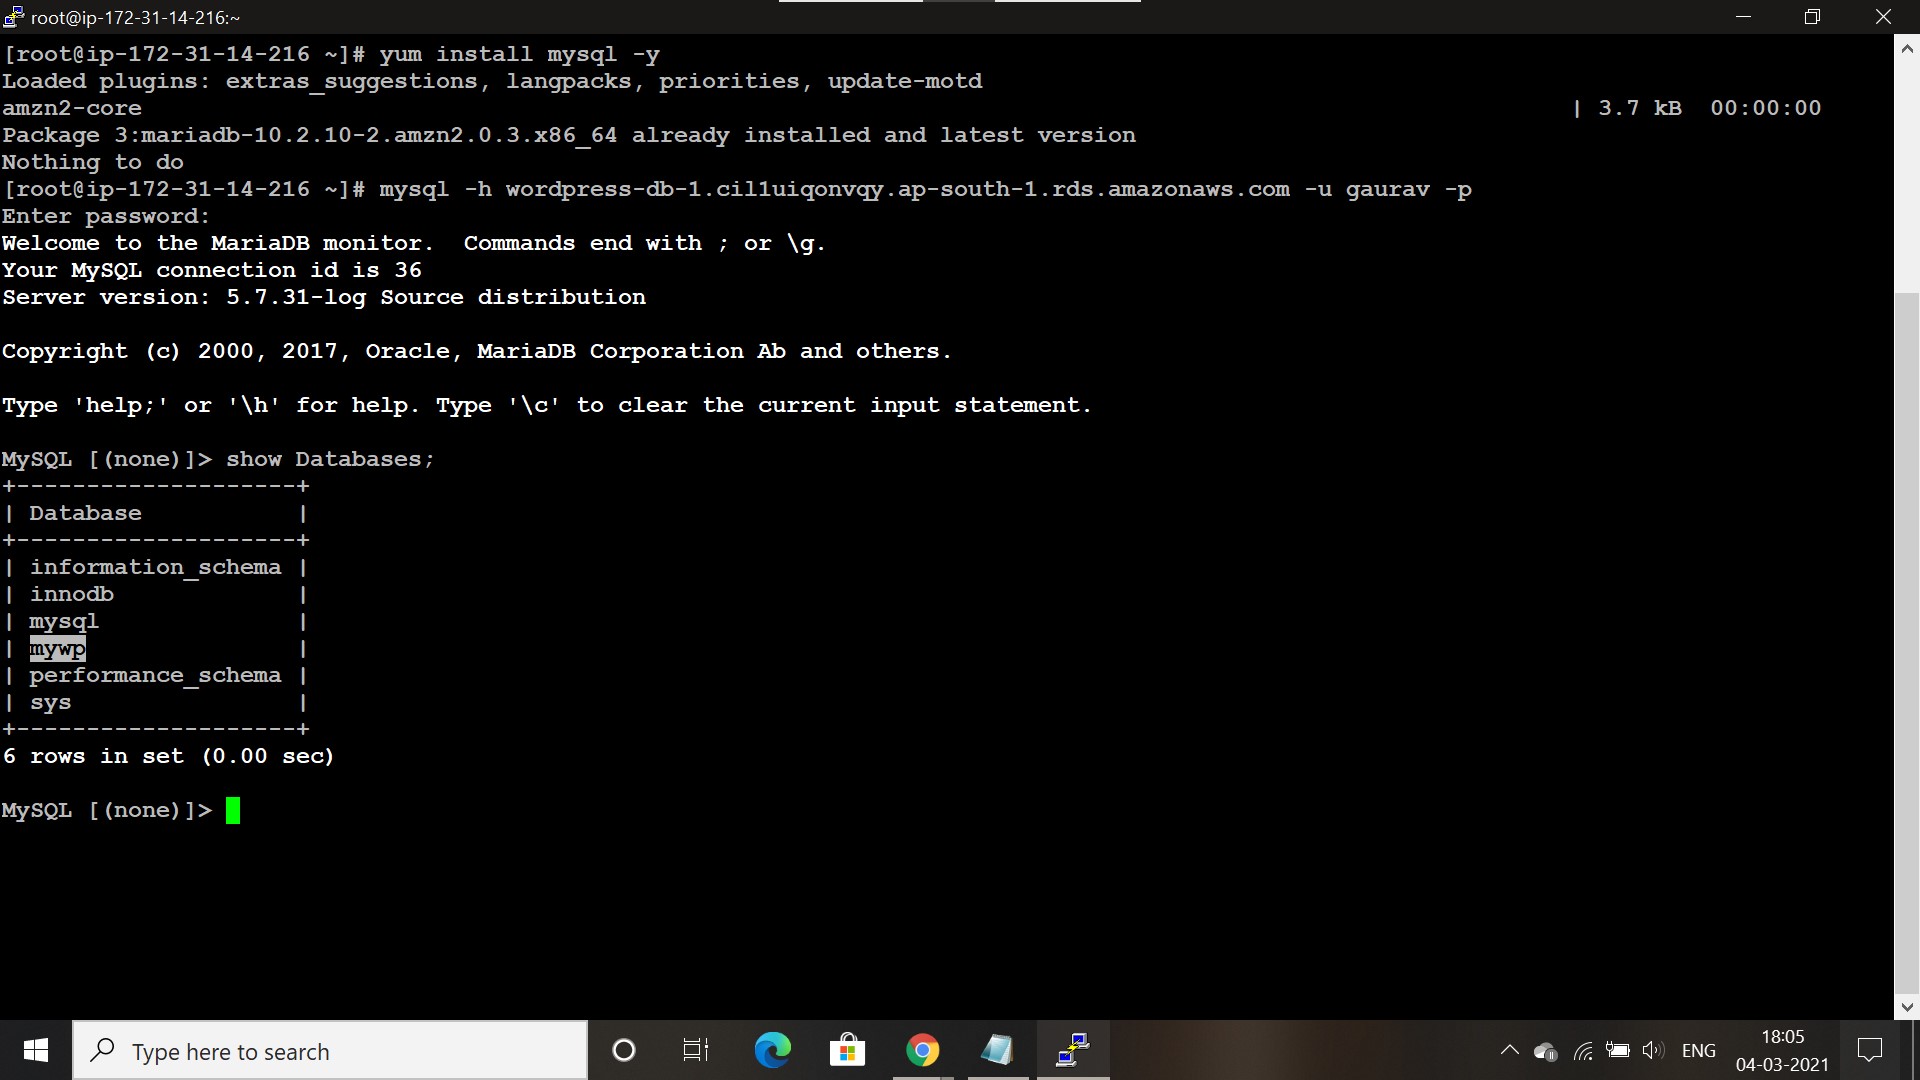 root@ip-172-31-14-216:~
[root@ip-172-31-14-216 ~]# yum install mysql -y
Loaded plugins: extras_suggestions, langpacks, priorities, update-motd
amzn2-core | 3.7 kB 00:00:00
Package 3:mariadb-10.2.10-2.amzn2.0.3.x86_64 already installed and latest version
Nothing to do
[root@ip-172-31-14-216 ~]# mysql -h wordpress-db-1.cil1uiqonvqy.ap-south-1.rds.amazonaws.com -u gaurav -p
Enter password:
Welcome to the MariaDB monitor.  Commands end with ; or \g.
Your MySQL connection id is 36
Server version: 5.7.31-log Source distribution
Copyright (c) 2000, 2017, Oracle, MariaDB Corporation Ab and others.
Type 'help;' or '\h' for help. Type '\c' to clear the current input statement.
MySQL [(none)]> show Databases;
+--------------------+
| Database           |
+--------------------+
| information_schema |
| innodb             |
| mysql              |
| mywp               |
| performance_schema |
| sys                |
+--------------------+
6 rows in set (0.00 sec)
MySQL [(none)]>
Type here to search
ENG
18:05
04-03-2021